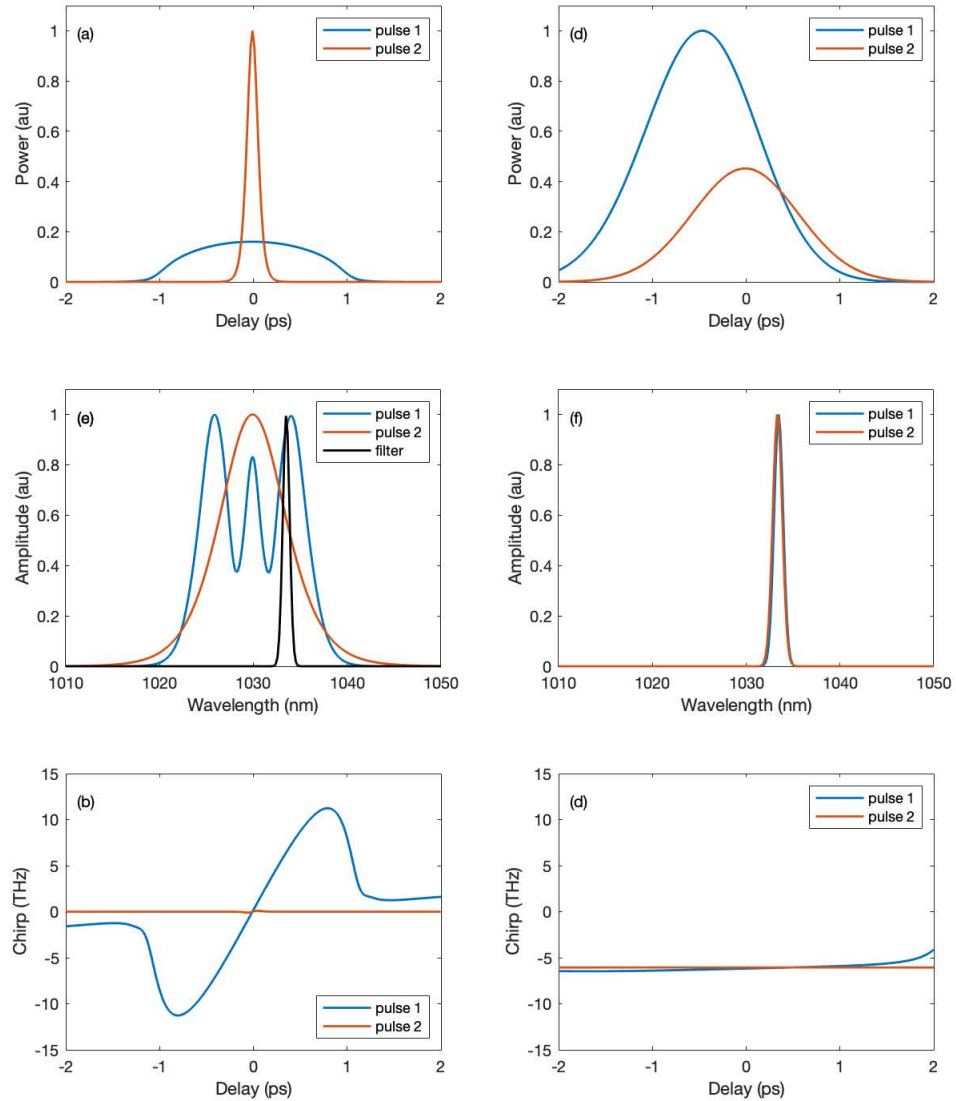 (a)
pulse 1
pulse 2
Power (au)
1
0.8
0.6
0.4
0.2
0
-2
-1
0
1
2
Delay (ps)
(d)
pulse 1
pulse 2
Power (au)
1
0.8
0.6
0.4
0.2
0
-2
-1
0
1
2
Delay (ps)
(e)
pulse 1
pulse 2
filter
Amplitude (au)
1
0.8
0.6
0.4
0.2
0
1010
1020
1030
1040
1050
Wavelength (nm)
(f)
pulse 1
pulse 2
Amplitude (au)
1
0.8
0.6
0.4
0.2
0
1010
1020
1030
1040
1050
Wavelength (nm)
(b)
Chirp (THz)
15
10
5
0
-5
-10
-15
pulse 1
pulse 2
-2
-1
0
1
2
Delay (ps)
(d)
pulse 1
pulse 2
Chirp (THz)
15
10
5
0
-5
-10
-15
-2
-1
0
1
2
Delay (ps)